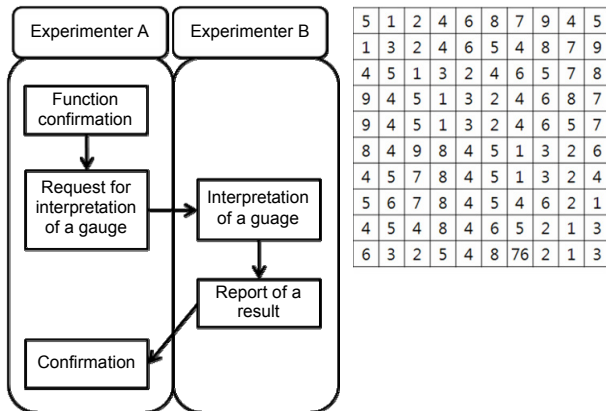 Experimenter A
Experimenter B
Function
confirmation
Request for
interpretation
of a gauge
Interpretation
of a guage
Report of a
result
Confirmation
5 1 2 4 6 8 7 9 4 5
1 3 2 4 6 5 4 8 7 9
4 5 1 3 2 4 6 5 7 8
9 4 5 1 3 2 4 6 8 7
9 4 5 1 3 2 4 6 5 7
8 4 9 8 4 5 1 3 2 6
4 5 7 8 4 5 1 3 2 4
5 6 7 8 4 5 4 6 2 1
4 5 4 8 4 6 5 2 1 3
6 3 2 5 4 8 76 2 1 3